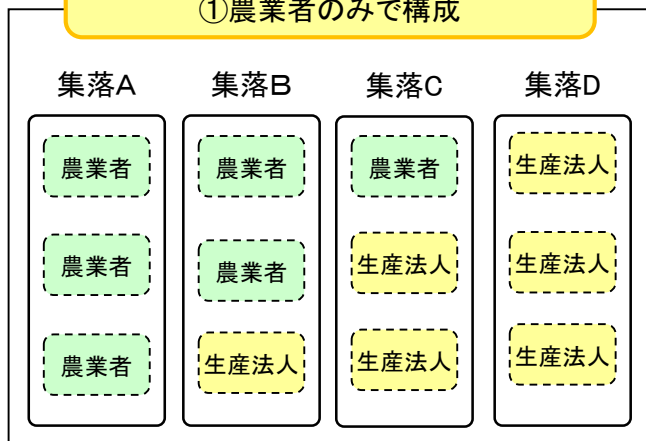 ①農業者のみで構成
集落A 集落B 集落C 集落D
農業者 農業者 農業者 生産法人
農業者 農業者 生産法人 生産法人
農業者 生産法人 生産法人 生産法人